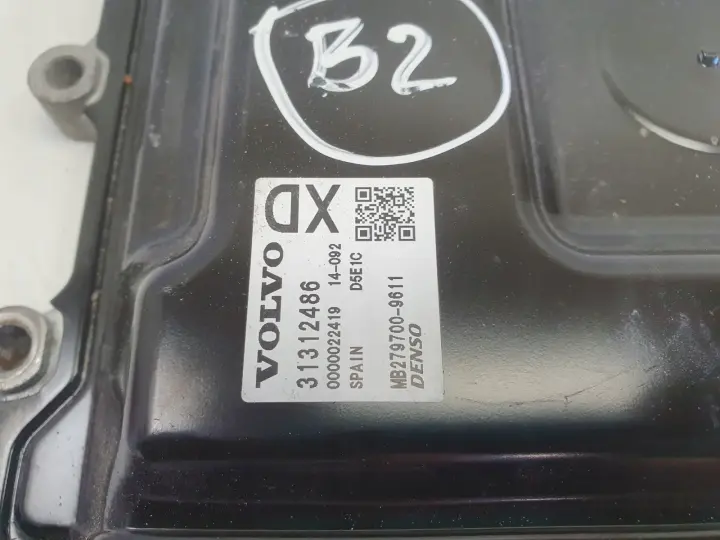 B2
DX
VOLVO
31312486
0000022419 14-092
SPAIN D5E1C
MB279700-9611
DENSO